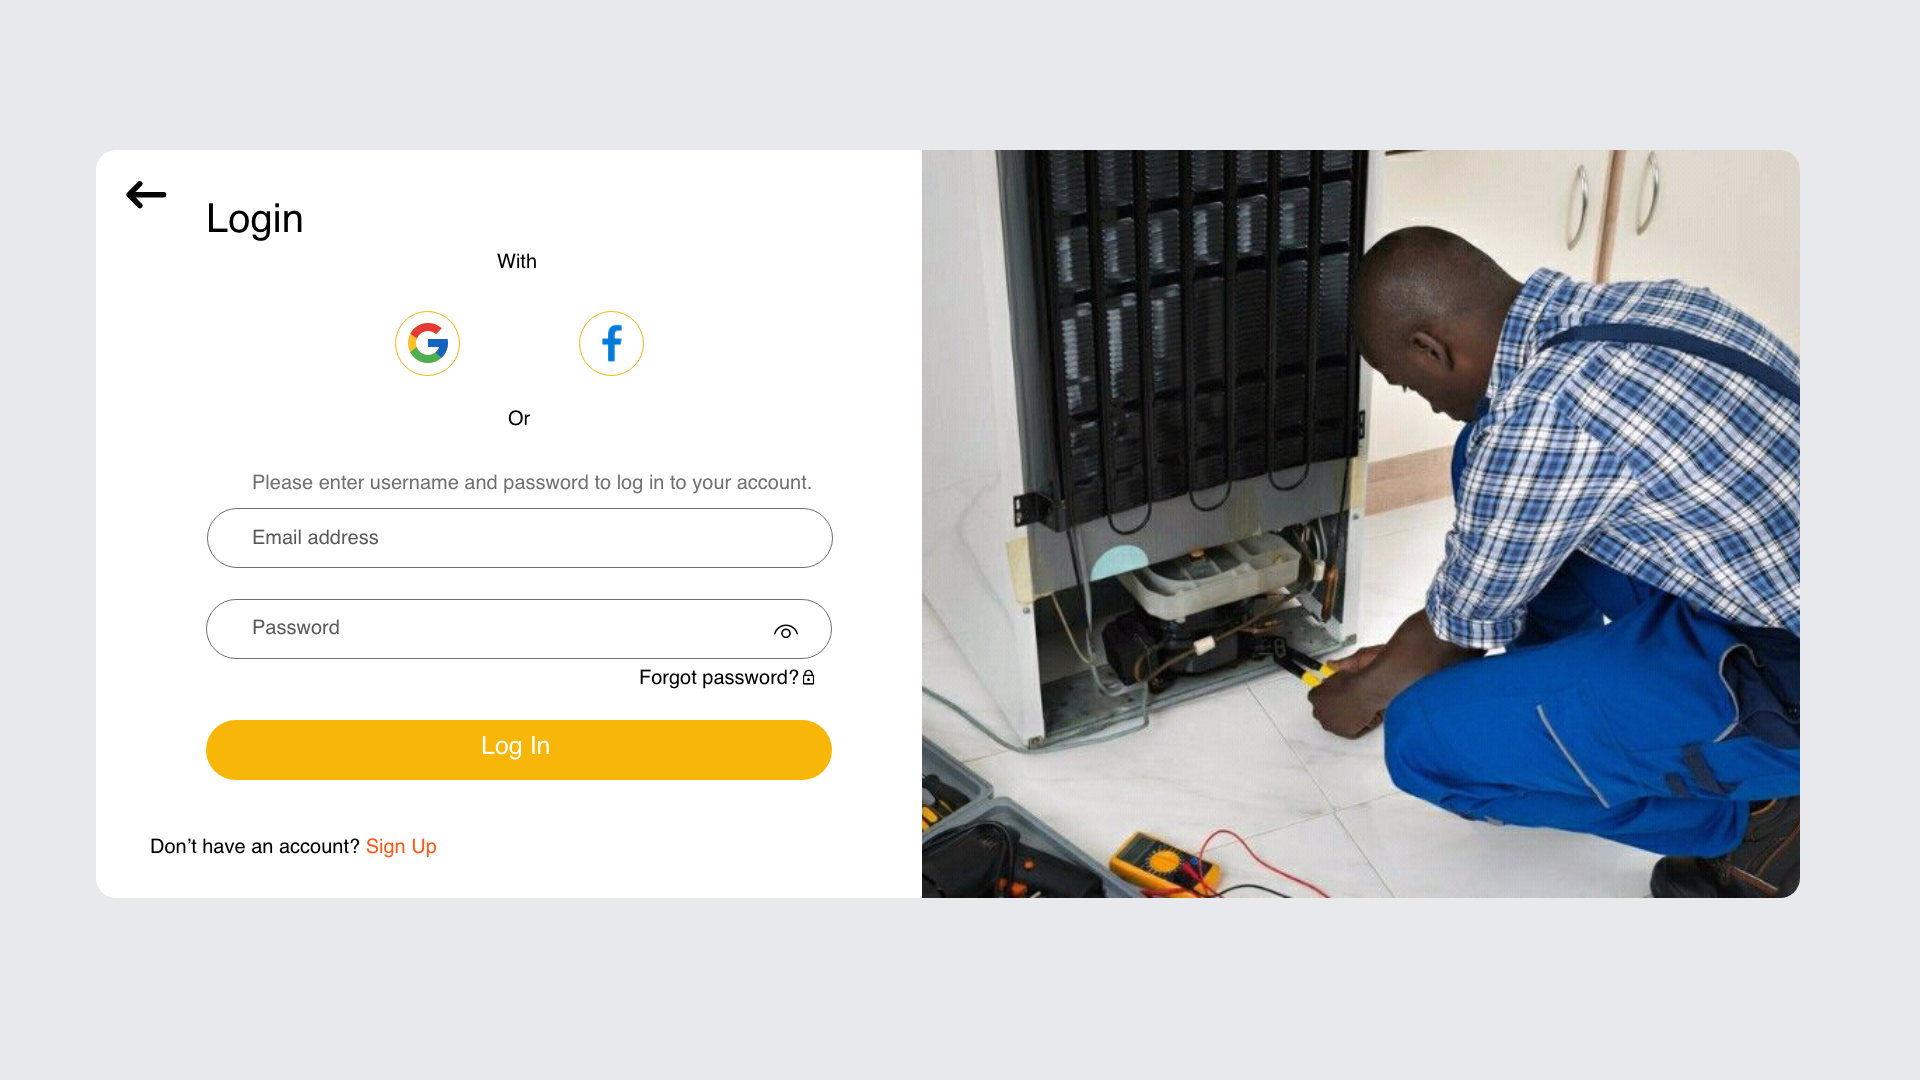 Login
With
Or
Please enter username and password to log in to your account.
Email address
Password
Forgot password?
Log In
Don’t have an account? Sign Up